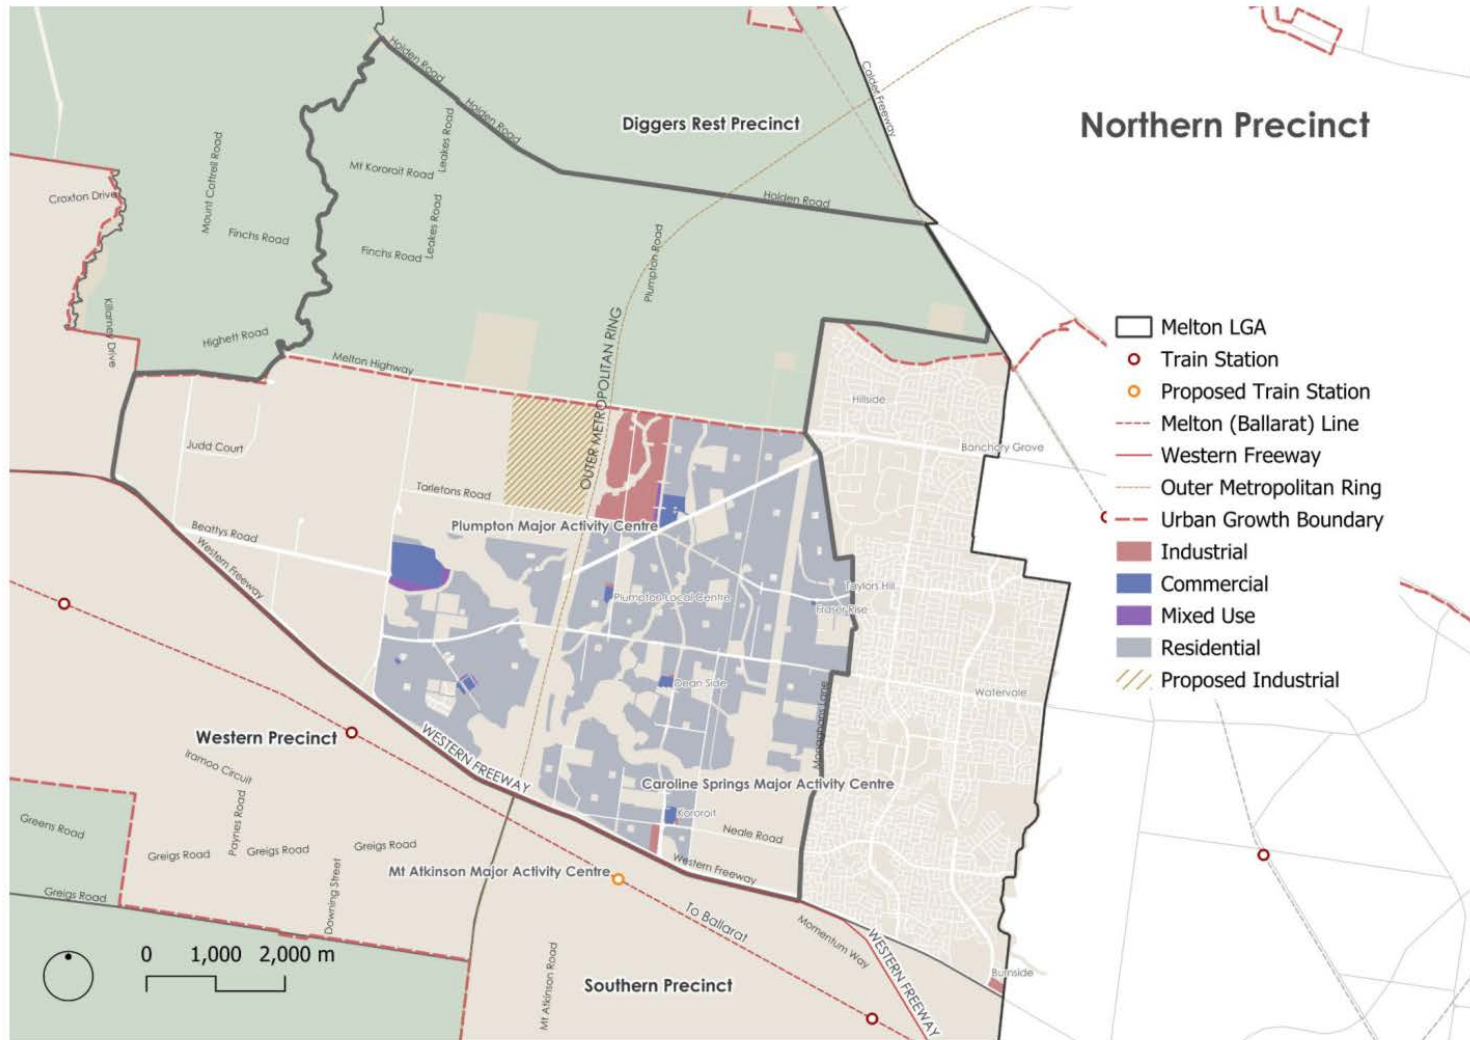 Northern Precinct
Holden Road
Calder Freeway
Diggers Rest Precinct
Holden Road
Leakes Road
Mount Cottrell Road
Mt Kororoit Road
Croxton Drive
Holden Road
Leakes Road
Finchs Road
Finchs Road
Plumpton Road
Killarney Drive
Highett Road
OUTER METROPOLITAN RING
Melton Highway
Melton LGA
Train Station
Proposed Train Station
Melton (Ballarat) Line
Western Freeway
Outer Metropolitan Ring
Urban Growth Boundary
Industrial
Commercial
Mixed Use
Residential
Proposed Industrial
Hillside
Judd Court
Banchory Grove
Tarletons Road
Plumpton Major Activity Centre
Beattys Road
Western Freeway
Taylors Hill
Plumpton Local Centre
Fraser Rise
Dean Side
Watervale
Monaghans Lane
Western Precinct
WESTERN FREEWAY
Iramoo Circuit
Caroline Springs Major Activity Centre
Paynes Road
Kororoit
Greens Road
Neale Road
Greigs Road
Greigs Road
Greigs Road
Western Freeway
Mt Atkinson Major Activity Centre
Downing Street
Greigs Road
To Ballarat
Momentum Way
WESTERN FREEWAY
0 1,000 2,000 m
Mt Atkinson Road
Southern Precinct
Burnside